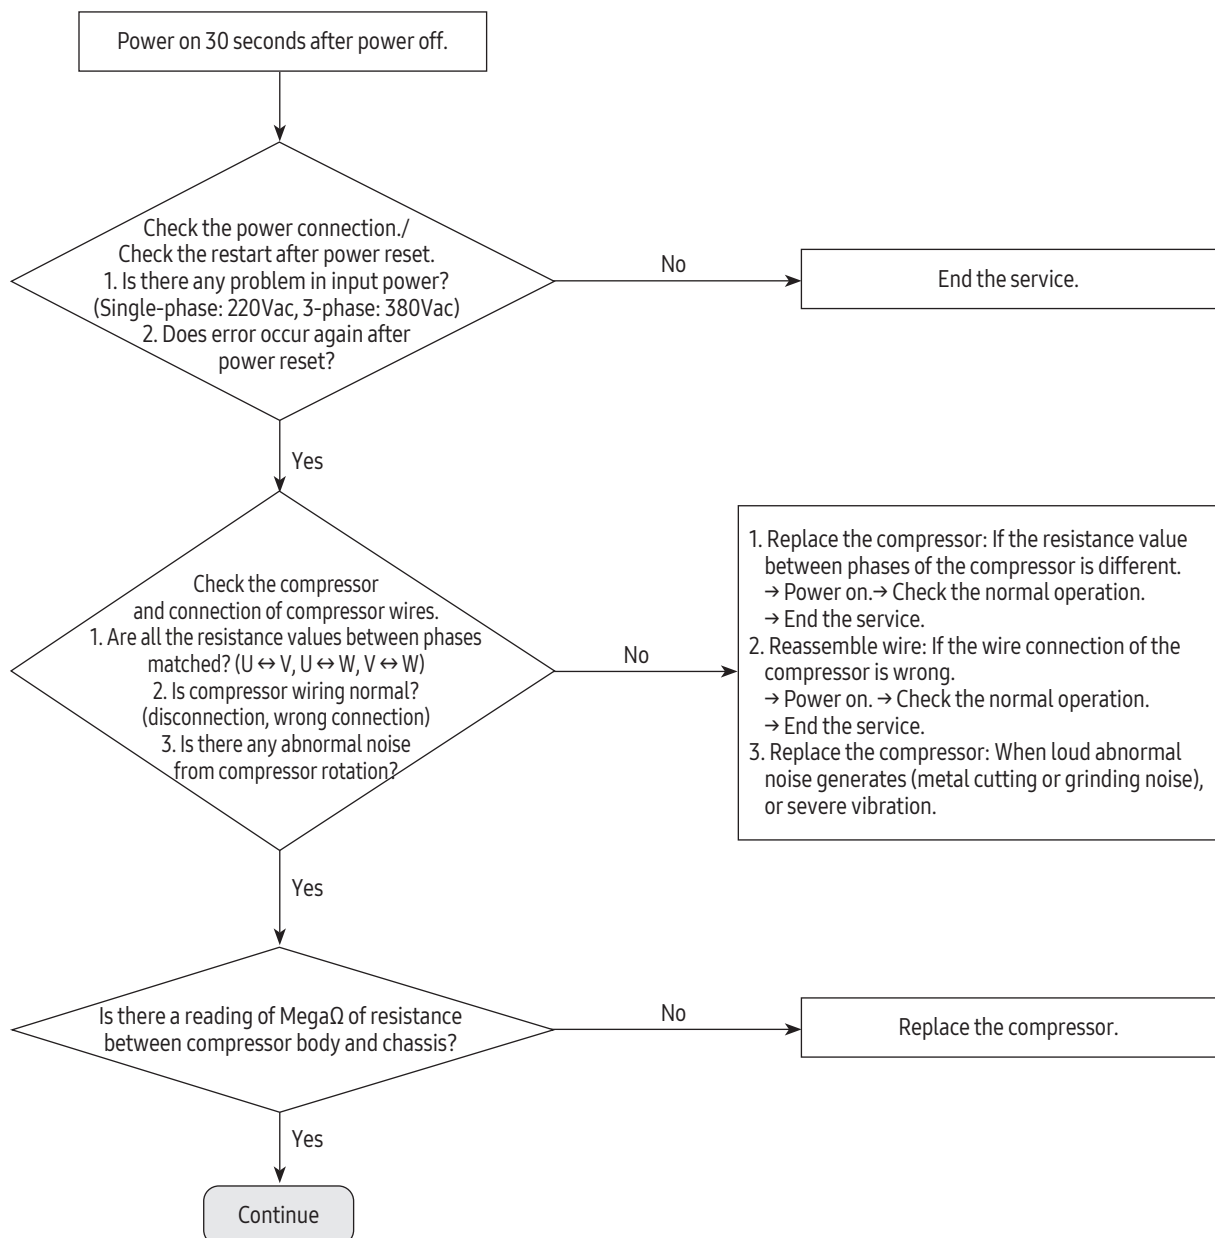 Power on 30 seconds after power off.
Check the power connection./
Check the restart after power reset.
1. Is there any problem in input power?
(Single-phase: 220Vac, 3-phase: 380Vac)
2. Does error occur again after
power reset?
No
End the service.
Yes
Check the compressor
and connection of compressor wires.
1. Are all the resistance values between phases
matched? (U ↔ V, U ↔ W, V ↔ W)
2. Is compressor wiring normal?
(disconnection, wrong connection)
3. Is there any abnormal noise
from compressor rotation?
No
1. Replace the compressor: If the resistance value
between phases of the compressor is different.
→ Power on.→ Check the normal operation.
→ End the service.
2. Reassemble wire: If the wire connection of the
compressor is wrong.
→ Power on. → Check the normal operation.
→ End the service.
3. Replace the compressor: When loud abnormal
noise generates (metal cutting or grinding noise),
or severe vibration.
Yes
Is there a reading of MegaΩ of resistance
between compressor body and chassis?
No
Replace the compressor.
Yes
Continue